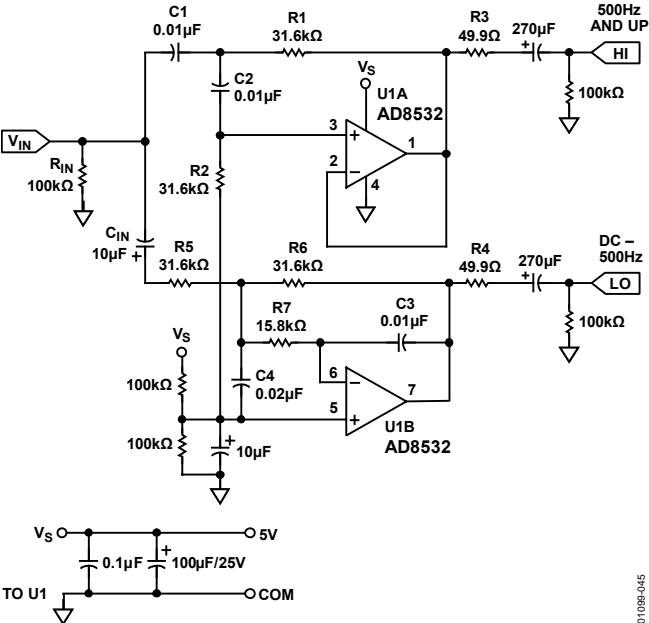 C1
0.01µF
R1
31.6kΩ
R3
49.9Ω
270µF
+
500Hz
AND UP
HI
100kΩ
C2
0.01µF
VS
U1A
AD8532
3
+
1
2
−
4
VIN
RIN
100kΩ
R2
31.6kΩ
CIN
10µF
+
R5
31.6kΩ
R6
31.6kΩ
R4
49.9Ω
270µF
+
DC –
500Hz
LO
100kΩ
R7
15.8kΩ
C3
0.01µF
VS
100kΩ
C4
0.02µF
6
−
7
5
+
U1B
AD8532
100kΩ
+
10µF
VS
5V
0.1µF
+
100µF/25V
TO U1
COM
01099-045